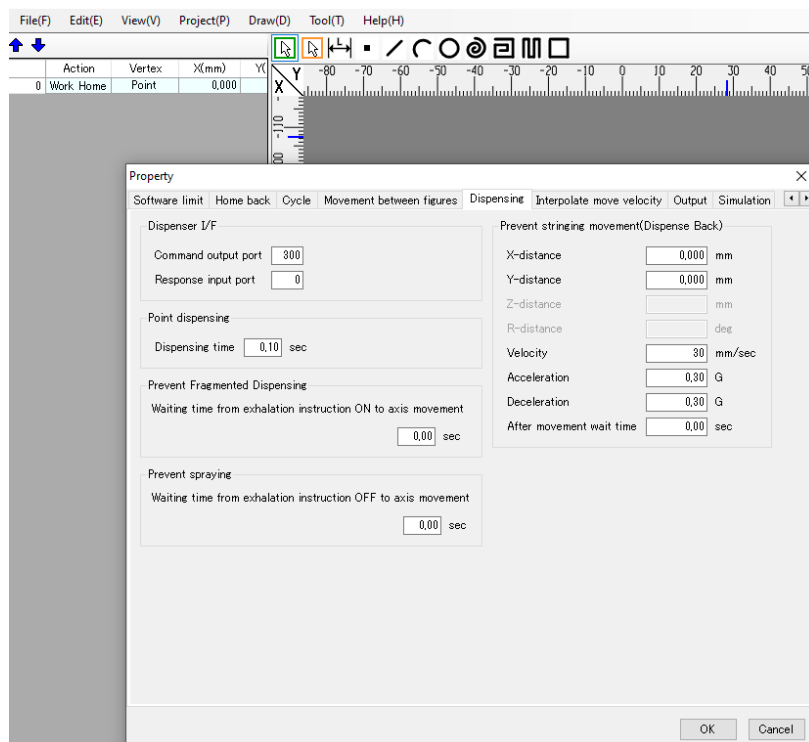 File(F) Edit(E) View(V) Project(P) Draw(D) Tool(T) Help(H)
L
Action Vertex X(mm) Y(
0 Work Home Point 0,000
Y X -80 -70 -60 -50 -40 -30 -20 -10 0 10 20 30 40
-110
Property
Software limit Home back Cycle Movement between figures Dispensing Interpolate move velocity Output Simulation
Dispenser I/F
Command output port 300
Response input port 0
Point dispensing
Dispensing time 0,10 sec
Prevent Fragmented Dispensing
Waiting time from exhalation instruction ON to axis movement
0,00 sec
Prevent spraying
Waiting time from exhalation instruction OFF to axis movement
0,00 sec
Prevent stringing movement(Dispense Back)
X-distance 0,000 mm
Y-distance 0,000 mm
Z-distance mm
R-distance deg
Velocity 30 mm/sec
Acceleration 0,30 G
Deceleration 0,30 G
After movement wait time 0,00 sec
OK Cancel